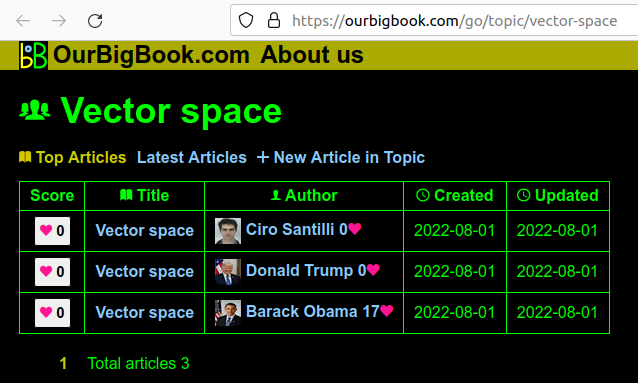 https://ourbigbook.com/go/topic/vector-space
OurBigBook.com About us
Vector space
Top Articles Latest Articles + New Article in Topic
Score Title Author Created Updated
0 Vector space Ciro Santilli 0 2022-08-01 2022-08-01
0 Vector space Donald Trump 0 2022-08-01 2022-08-01
0 Vector space Barack Obama 17 2022-08-01 2022-08-01
1 Total articles 3